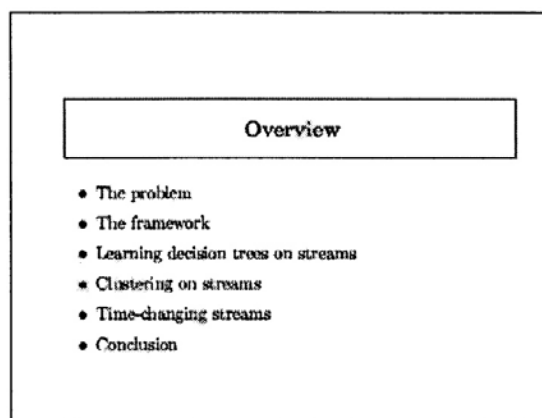 Overview
• The problem
• The framework
• Learning decision trees on streams
• Clustering on streams
• Time-changing streams
• Conclusion